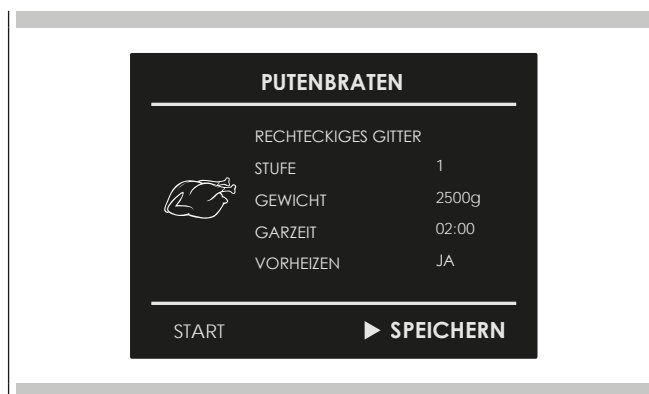 PUTENBRATEN
RECHTECKIGES GITTER
STUFE 1
GEWICHT 2500g
GARZEIT 02:00
VORHEIZEN JA
START ▶ SPEICHERN